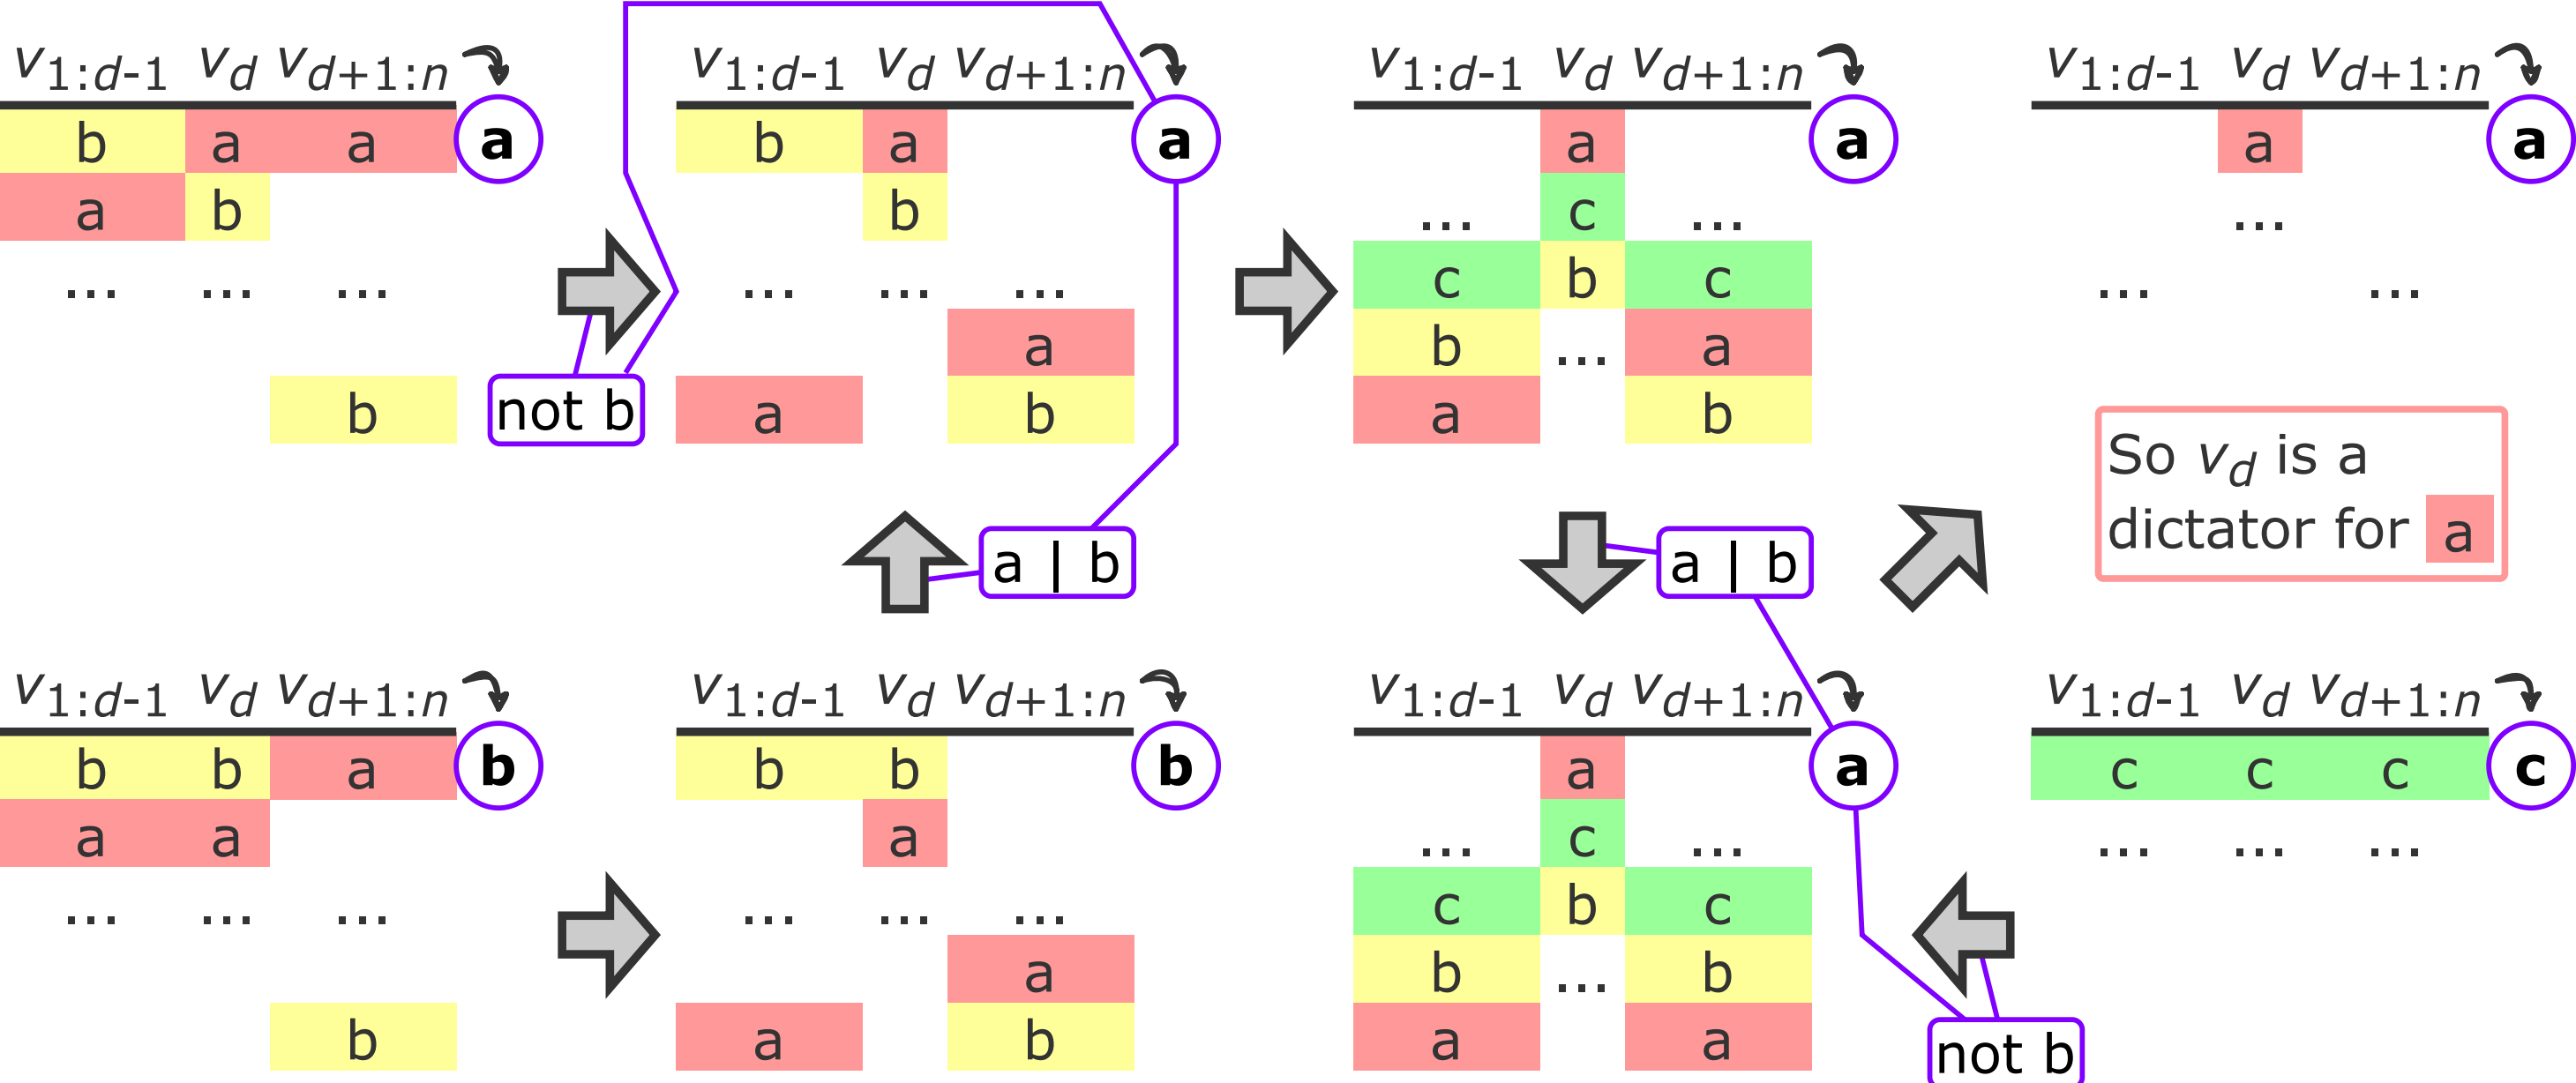 v1:d-1 vd vd+1:n v1:d-1 vd vd+1:n v1:d-1 vd vd+1:n v1:d-1 vd vd+1:n
b a a a b a a a a a a
a b b ... c ... ...
... ... ... ... ... ... c b c ... ...
a b ... a
b not b a b a b So vd is a
a | b a | b dictator for a
v1:d-1 vd vd+1:n v1:d-1 vd vd+1:n v1:d-1 vd vd+1:n v1:d-1 vd vd+1:n
b b a b b b b a a c c c c
a a a ... c ... ... ... ...
... ... ... ... ... ... c b c
a b ... b
b a b a a not b